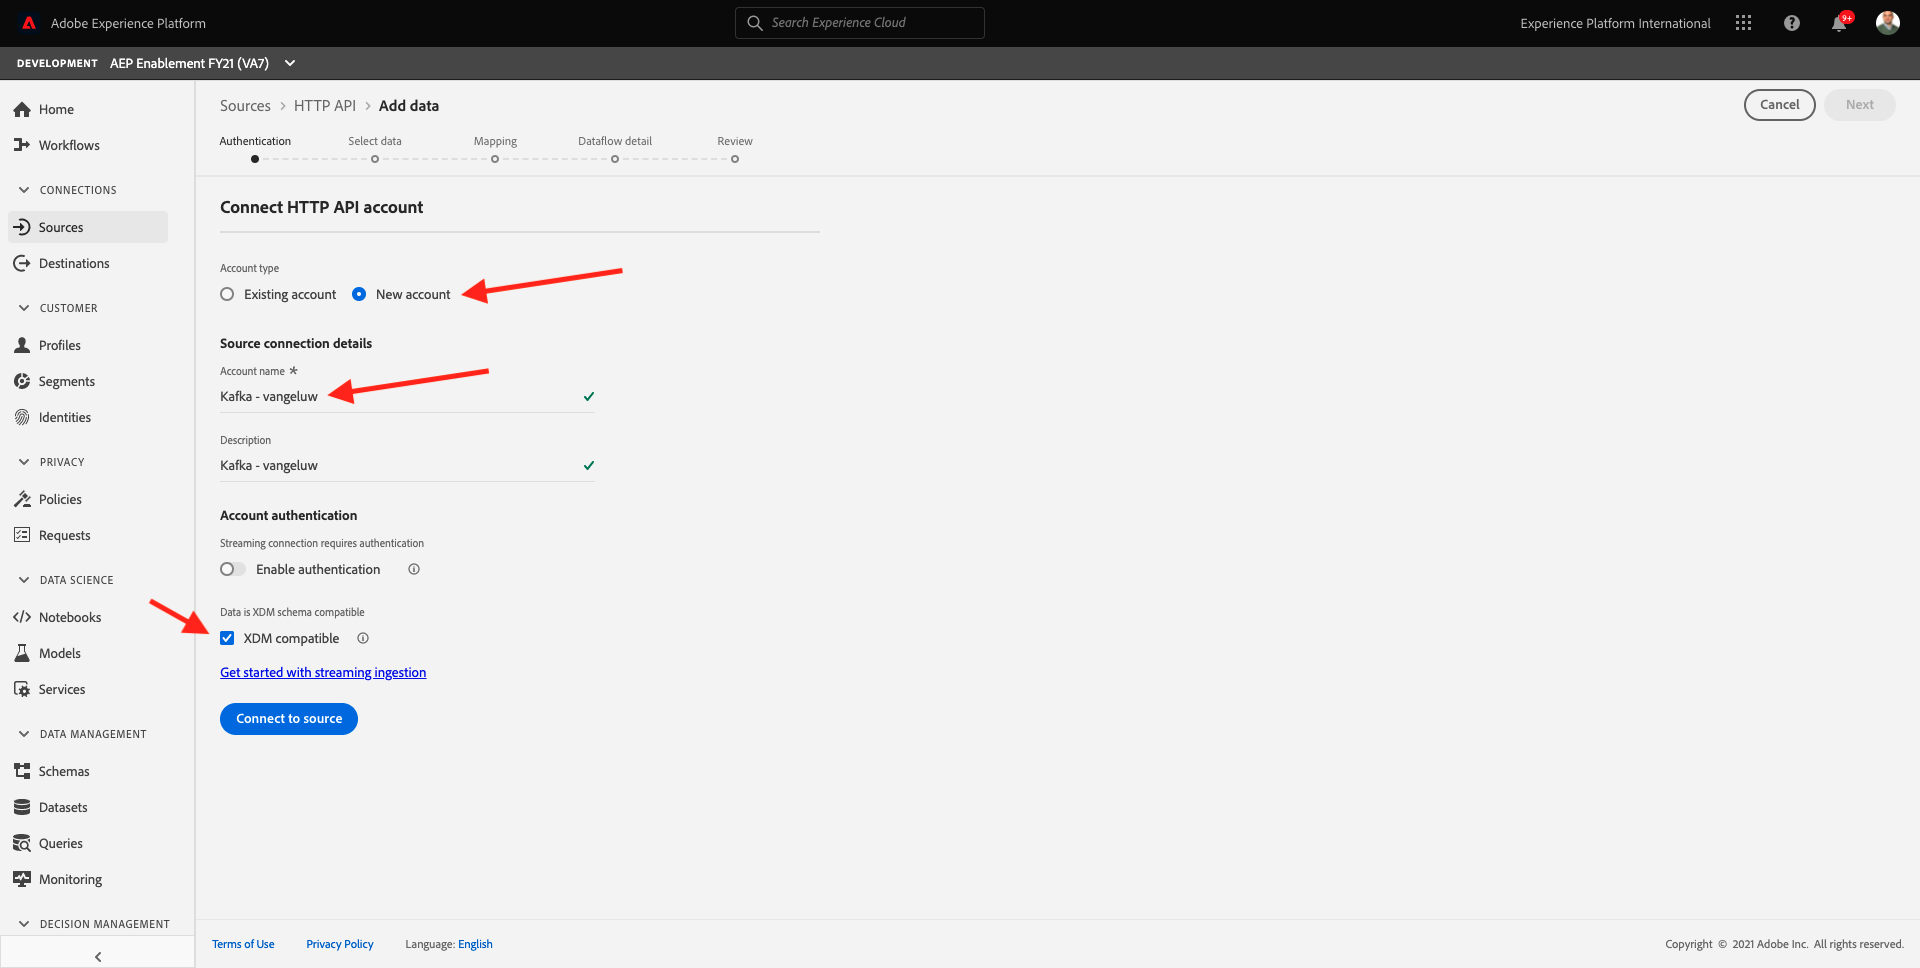 Adobe Experience Platform
Search Experience Cloud
Experience Platform International
9+
DEVELOPMENT AEP Enablement FY21 (VA7)
Home
Workflows
CONNECTIONS
Sources
Destinations
CUSTOMER
Profiles
Segments
Identities
PRIVACY
Policies
Requests
DATA SCIENCE
Notebooks
Models
Services
DATA MANAGEMENT
Schemas
Datasets
Queries
Monitoring
DECISION MANAGEMENT
Sources > HTTP API > Add data
Cancel
Next
Authentication
Select data
Mapping
Dataflow detail
Review
Connect HTTP API account
Account type
Existing account
New account
Source connection details
Account name *
Kafka - vangeluw
Description
Kafka - vangeluw
Account authentication
Streaming connection requires authentication
Enable authentication
Data is XDM schema compatible
XDM compatible
Get started with streaming ingestion
Connect to source
Terms of Use
Privacy Policy
Language: English
Copyright © 2021 Adobe Inc. All rights reserved.